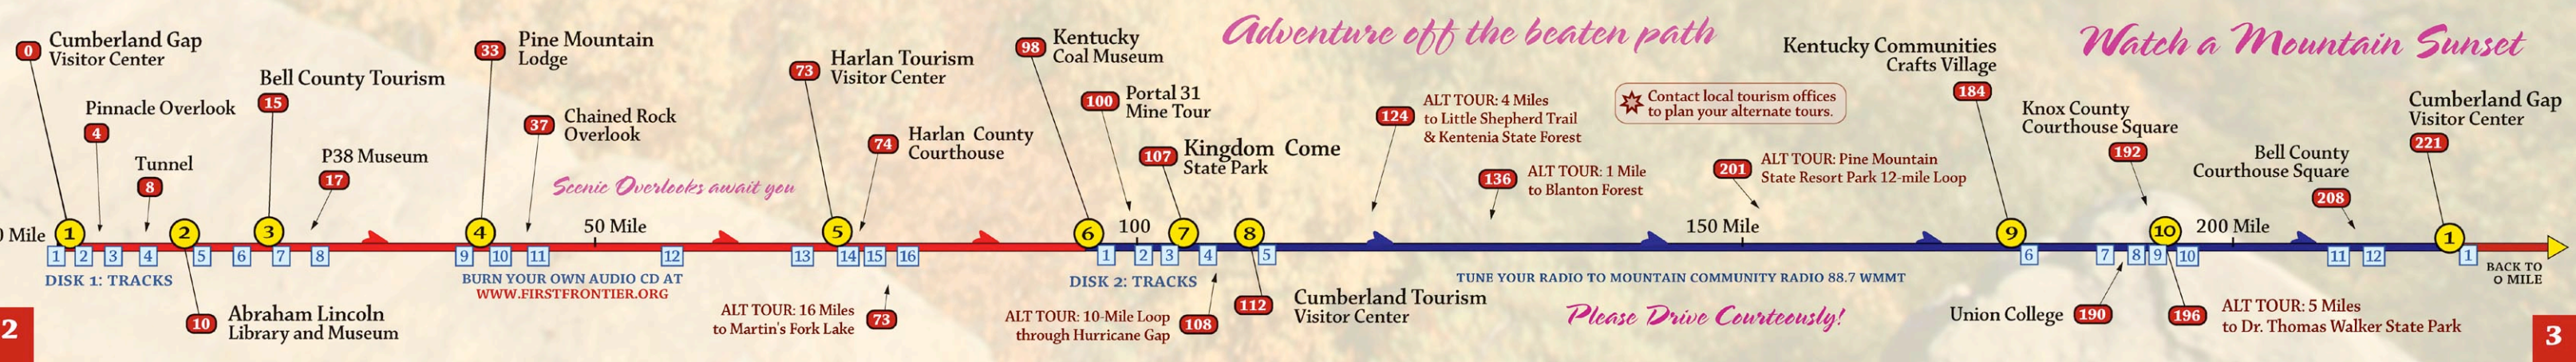 Adventure off the beaten path
Watch a Mountain Sunset
0 Cumberland Gap
Visitor Center
Pinnacle Overlook
4
Tunnel
8
Bell County Tourism
15
P38 Museum
17
33 Pine Mountain
Lodge
37 Chained Rock
Overlook
Scenic Overlooks await you
73 Harlan Tourism
Visitor Center
74 Harlan County
Courthouse
98 Kentucky
Coal Museum
100 Portal 31
Mine Tour
107 Kingdom Come
State Park
124 ALT TOUR: 4 Miles
to Little Shepherd Trail
& Kentenia State Forest
136 ALT TOUR: 1 Mile
to Blanton Forest
Contact local tourism offices
to plan your alternate tours.
201 ALT TOUR: Pine Mountain
State Resort Park 12-mile Loop
Kentucky Communities
Crafts Village
184
Knox County
Courthouse Square
192
Bell County
Courthouse Square
208
Cumberland Gap
Visitor Center
221
0 Mile 1 2 3 4 50 Mile 5 6 100 7 8 150 Mile 9 10 200 Mile 1
1 2 3 4 5 6 7 8 9 10 11 12 13 14 15 16 1 2 3 4 5 6 7 8 9 10 11 12 1
DISK 1: TRACKS
BURN YOUR OWN AUDIO CD AT
WWW.FIRSTFRONTIER.ORG
DISK 2: TRACKS
TUNE YOUR RADIO TO MOUNTAIN COMMUNITY RADIO 88.7 WMMT
BACK TO
0 MILE
2
10 Abraham Lincoln
Library and Museum
ALT TOUR: 16 Miles
to Martin's Fork Lake 73
ALT TOUR: 10-Mile Loop
through Hurricane Gap 108
112 Cumberland Tourism
Visitor Center
Please Drive Courteously!
Union College 190
196 ALT TOUR: 5 Miles
to Dr. Thomas Walker State Park
3